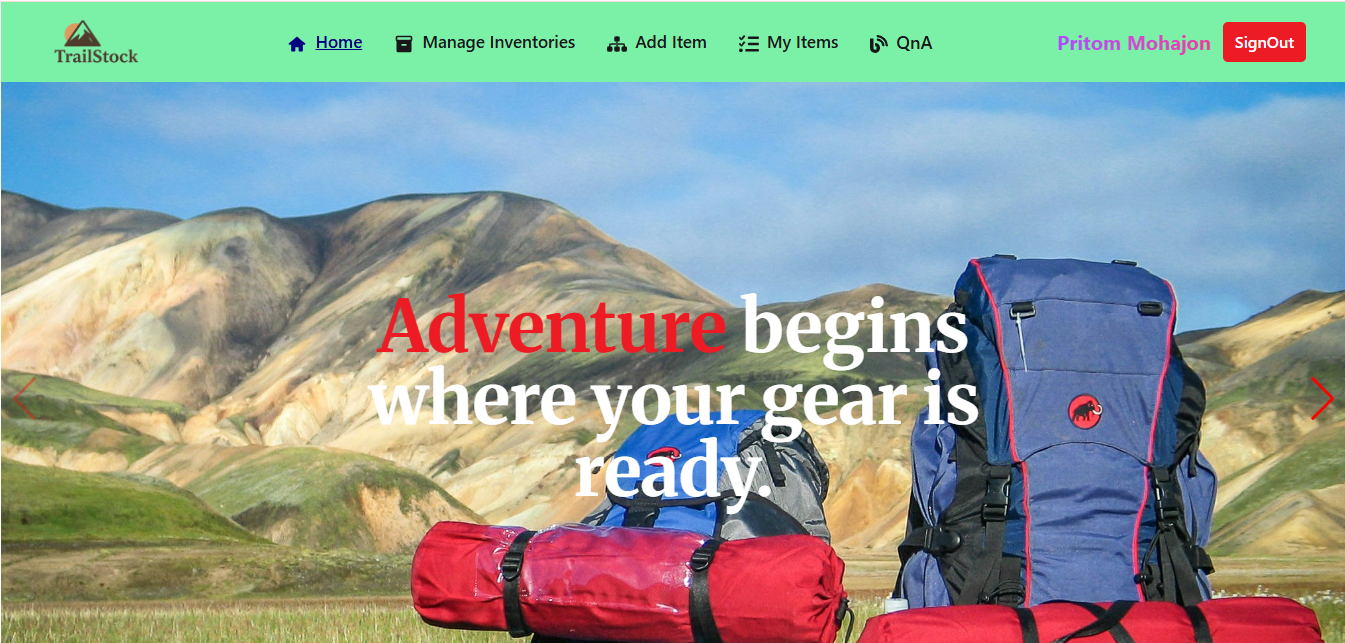 TrailStock
Home
Manage Inventories
Add Item
My Items
QnA
Pritom Mohajon
SignOut
Adventure begins
where your gear is
ready.